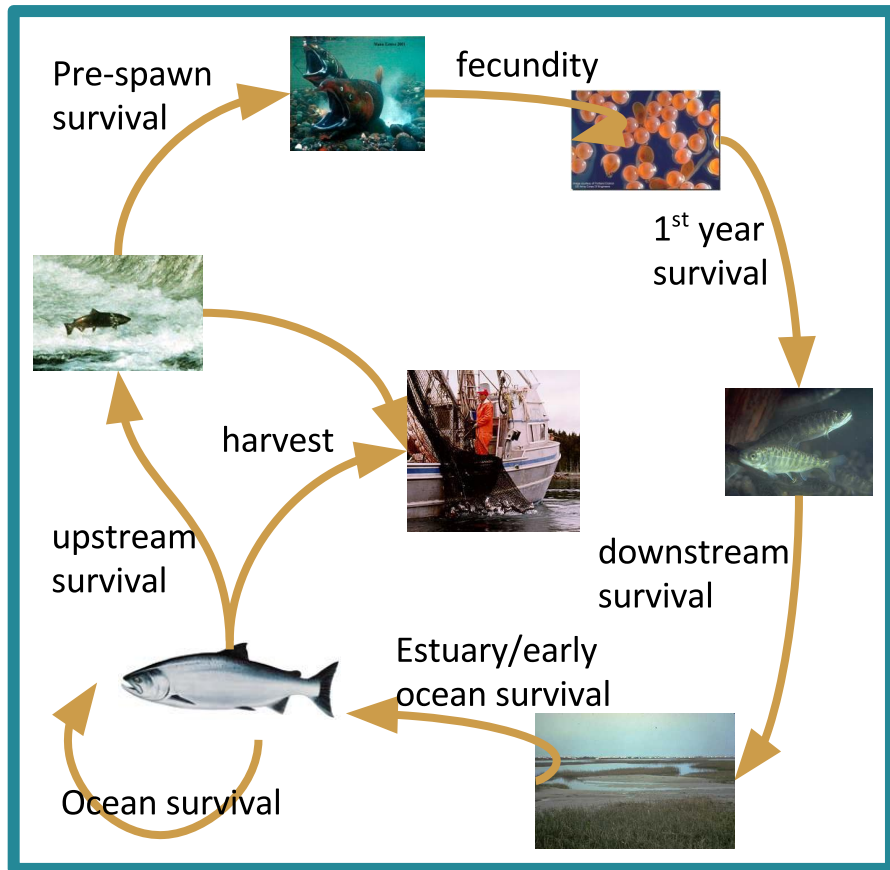 Pre-spawn
survival
fecundity
1st year
survival
harvest
upstream
survival
downstream
survival
Estuary/early
ocean survival
Ocean survival